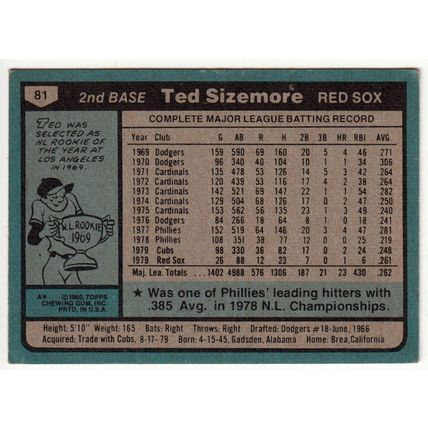 81 2nd BASE Ted Sizemore RED SOX
TED WAS
SELECTED AS
NL ROOKIE OF
THE YEAR AT
LOS ANGELES
IN 1969.
N.L. ROOKIE
1969
A* © 1980, TOPPS
CHEWING GUM, INC.
PRTD. IN U.S.A.
COMPLETE MAJOR LEAGUE BATTING RECORD
Year Club G AB R H 2B 3B HR RBI AVG
1969 Dodgers 159 590 69 160 20 5 4 46 .271
1970 Dodgers 96 340 40 104 10 1 1 34 .306
1971 Cardinals 135 478 53 126 14 5 3 42 .264
1972 Cardinals 120 439 53 116 17 4 2 38 .264
1973 Cardinals 142 521 69 147 22 1 1 54 .282
1974 Cardinals 129 504 68 126 17 0 2 47 .250
1975 Cardinals 153 562 56 135 23 1 3 49 .240
1976 Dodgers 84 266 18 64 8 1 0 18 .241
1977 Phillies 152 519 64 146 20 3 4 47 .281
1978 Phillies 108 351 38 77 12 0 0 25 .219
1979 Cubs 98 330 36 82 17 0 2 24 .248
1979 Red Sox 26 88 12 23 7 0 1 6 .261
Maj. Lea. Totals 1402 4988 576 1306 187 21 23 430 .262
★ Was one of Phillies' leading hitters with
.385 Avg. in 1978 N.L. Championships.
Height: 5'10" Weight: 165 Bats: Right Throws: Right Drafted: Dodgers #18-June, 1966
Acquired: Trade with Cubs, 8-17-79 Born: 4-15-45, Gadsden, Alabama Home: Brea, California